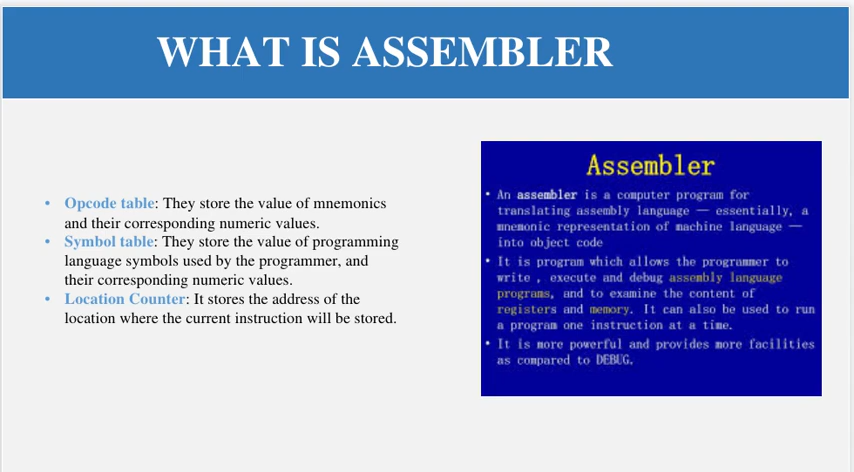 WHAT IS ASSEMBLER
• Opcode table: They store the value of mnemonics
and their corresponding numeric values.
• Symbol table: They store the value of programming
language symbols used by the programmer, and
their corresponding numeric values.
• Location Counter: It stores the address of the
location where the current instruction will be stored.
Assembler
• An assembler is a computer program for
translating assembly language — essentially, a
mnemonic representation of machine language —
into object code
• It is program which allows the programmer to
write , execute and debug assembly language
programs, and to examine the content of
registers and memory. It can also be used to run
a program one instruction at a time.
• It is more powerful and provides more facilities
as compared to DEBUG.